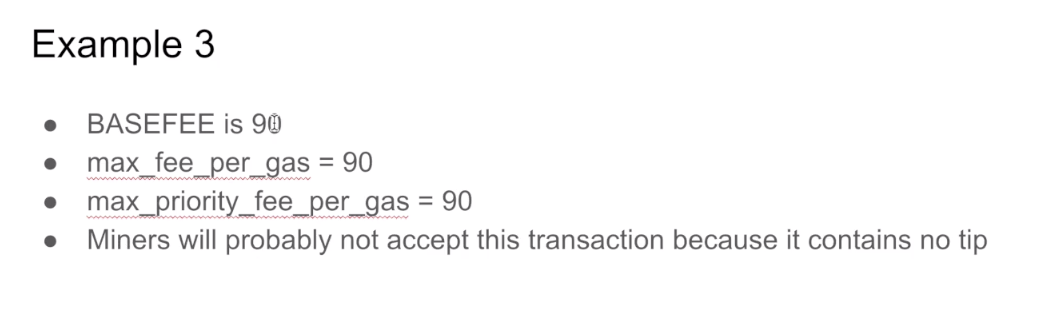 Example 3
● BASEFEE is 90
● max_fee_per_gas = 90
● max_priority_fee_per_gas = 90
● Miners will probably not accept this transaction because it contains no tip